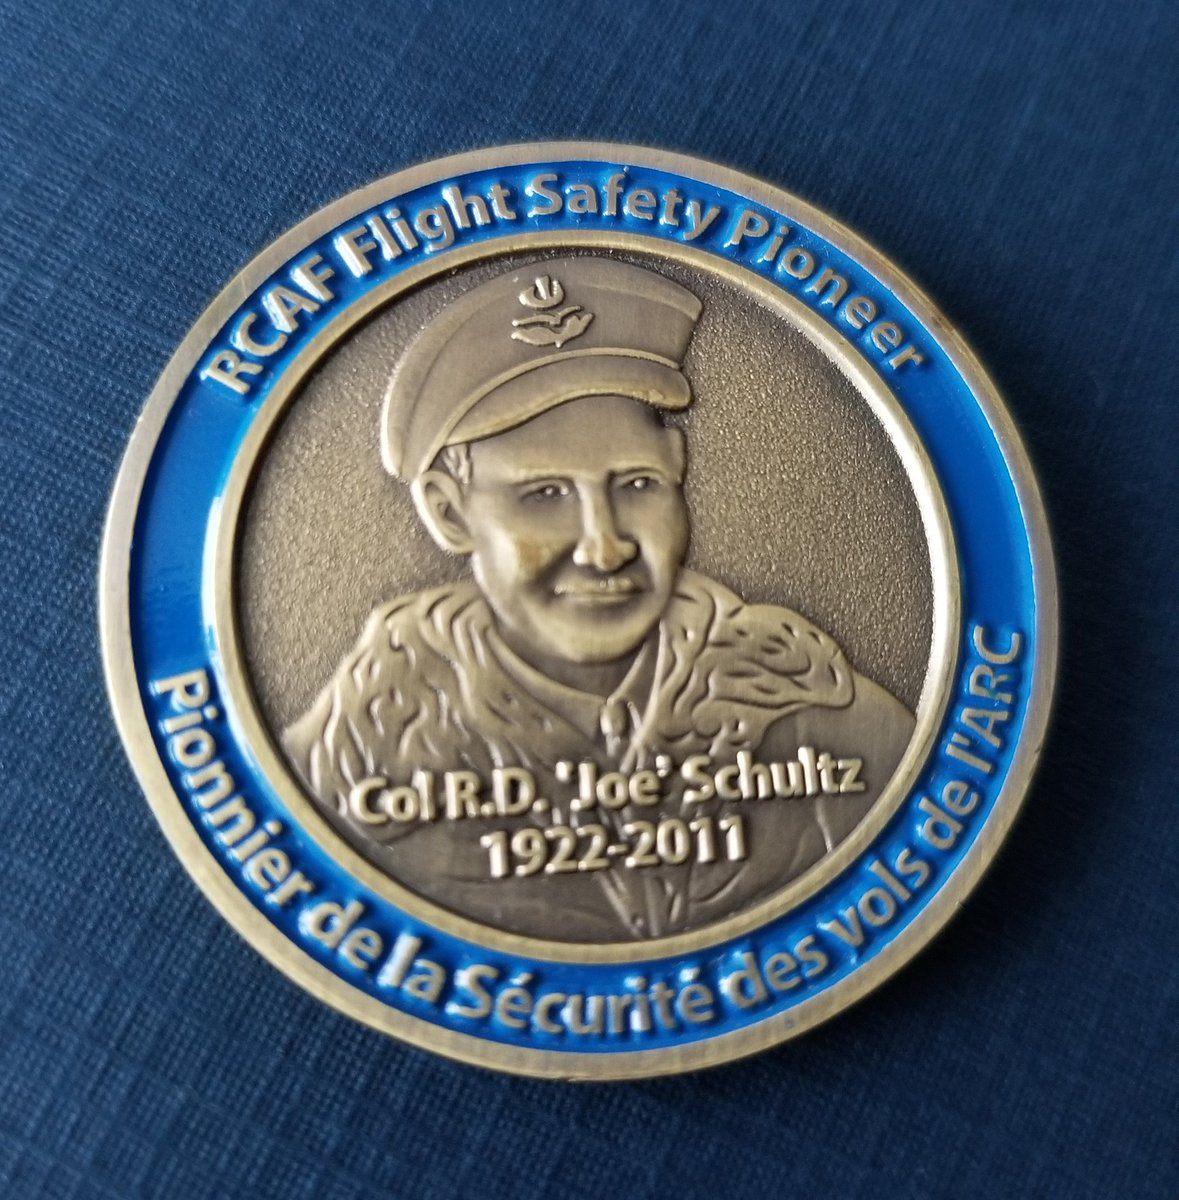 RCAF Flight Safety Pioneer
Col R.D. 'Joe' Schultz
1922-2011
Pionnier de la Sécurité des vols de l'ARC